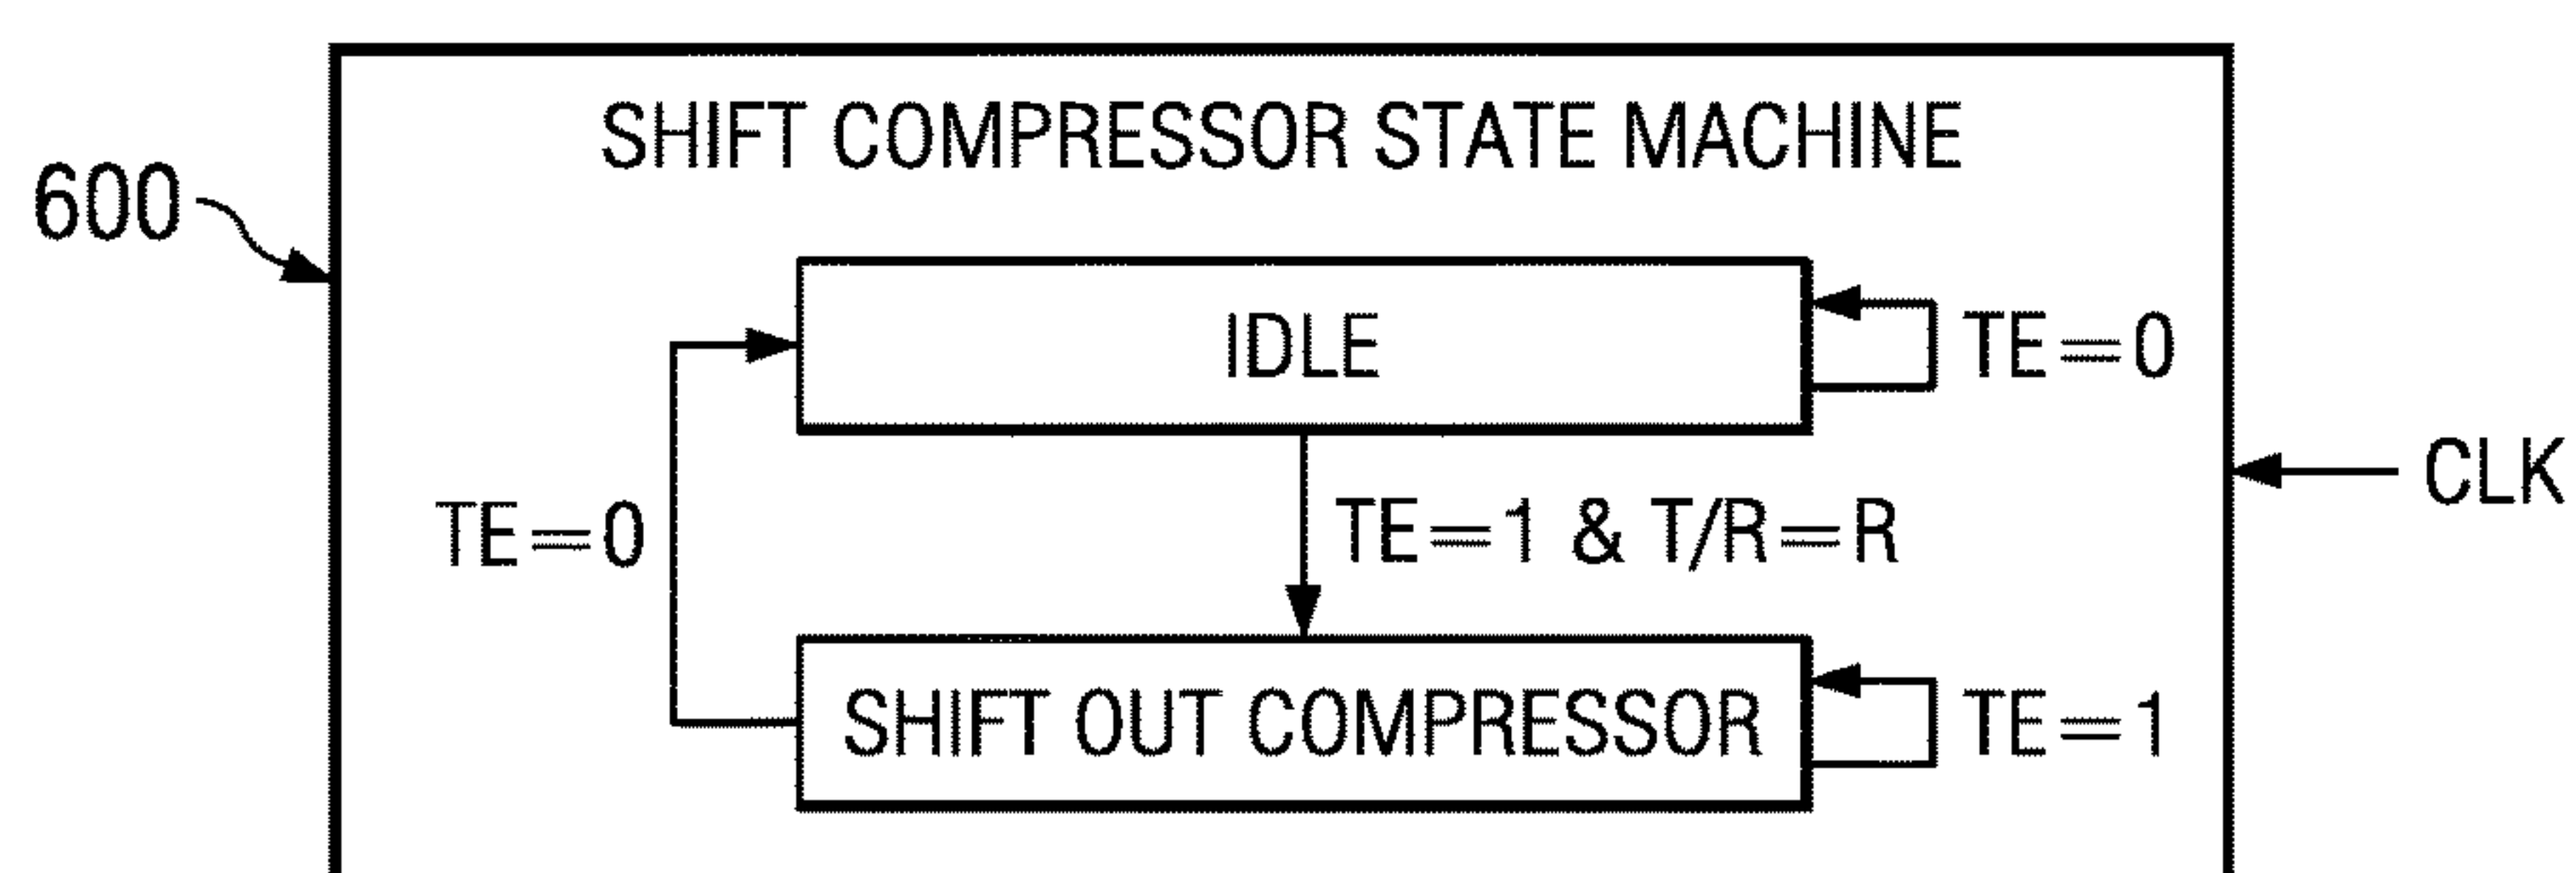 SHIFT COMPRESSOR STATE MACHINE
600
IDLE
TE=0
CLK
TE=0
TE=1 & T/R=R
SHIFT OUT COMPRESSOR
TE=1